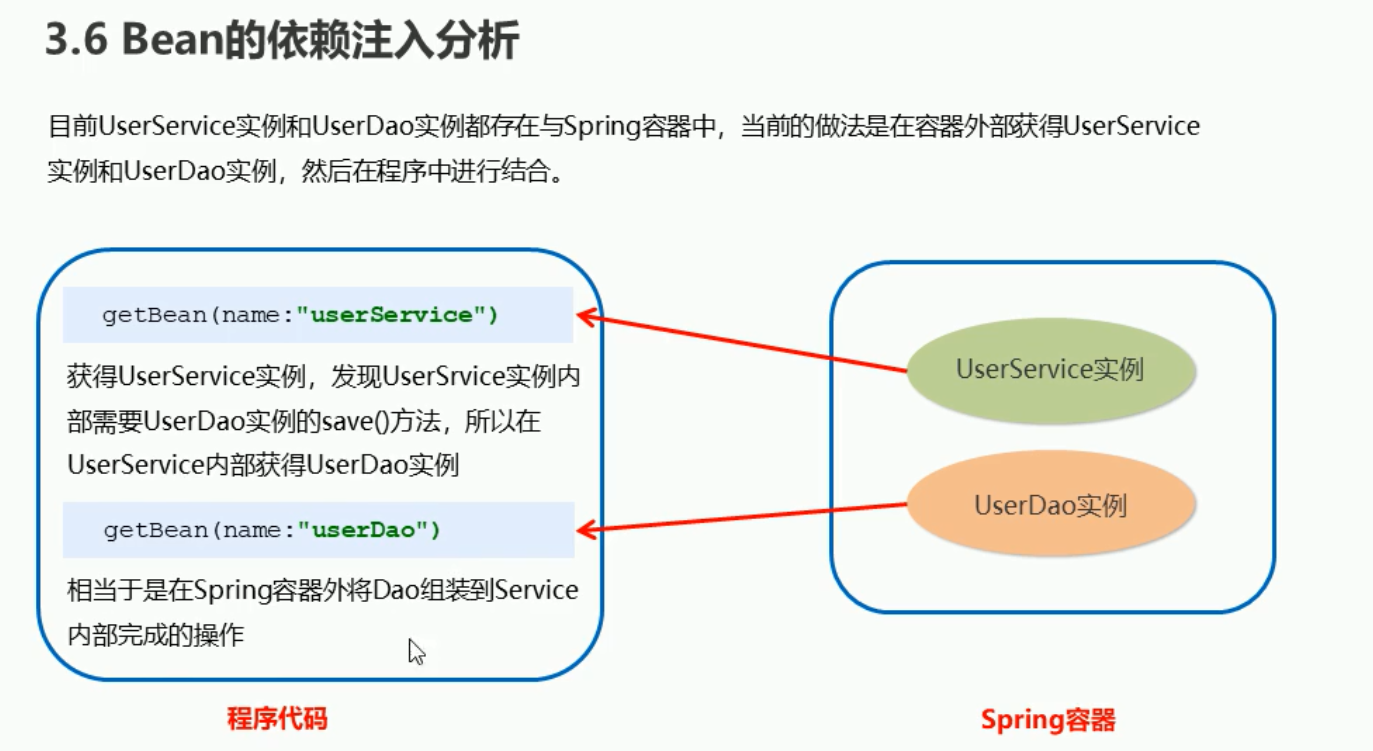 3.6 Bean的依赖注入分析
目前UserService实例和UserDao实例都存在与Spring容器中，当前的做法是在容器外部获得UserService
实例和UserDao实例，然后在程序中进行结合。
getBean(name:"userService")
获得UserService实例，发现UserSrvice实例内
部需要UserDao实例的save()方法，所以在
UserService内部获得UserDao实例
getBean(name:"userDao")
相当于是在Spring容器外将Dao组装到Service
内部完成的操作
程序代码
UserService实例
UserDao实例
Spring容器